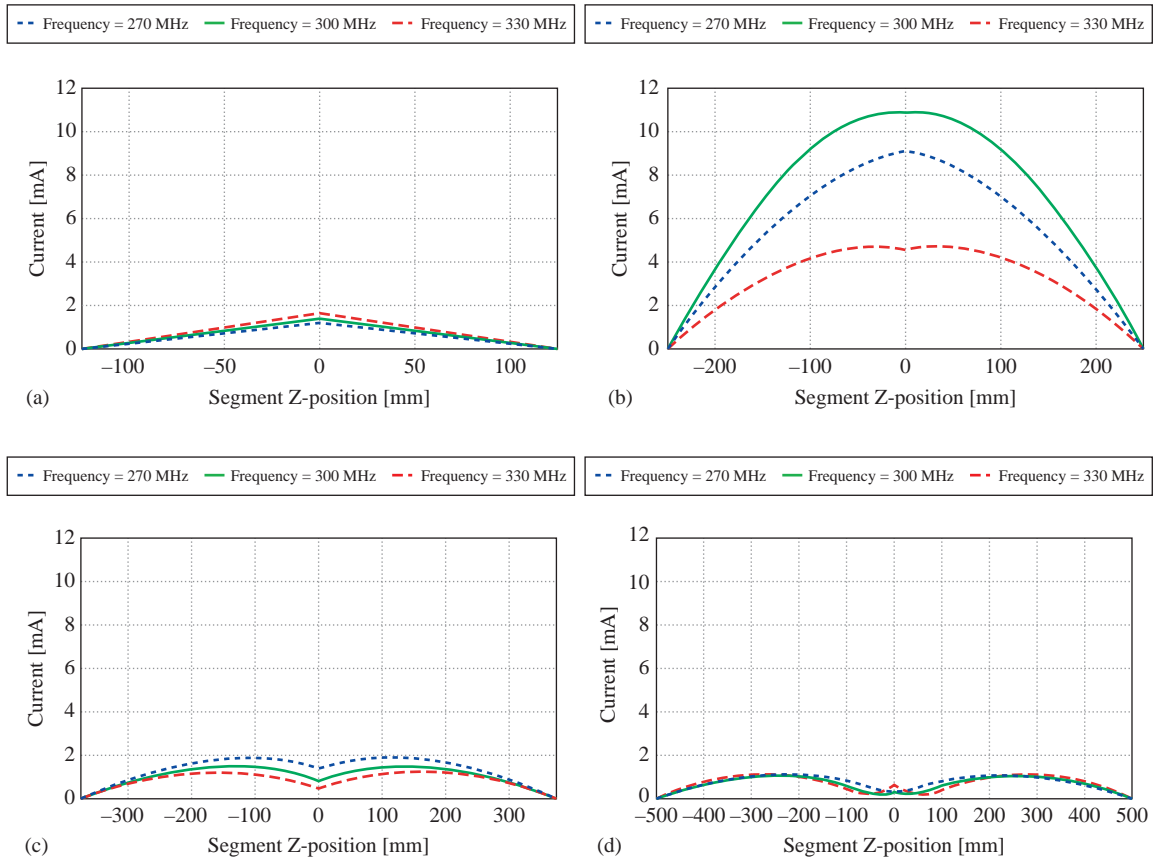 Frequency = 270 MHz Frequency = 300 MHz Frequency = 330 MHz
12
10
8
6
4
2
0
Current [mA]
−100 −50 0 50 100
Segment Z-position [mm]
(a)
Frequency = 270 MHz Frequency = 300 MHz Frequency = 330 MHz
12
10
8
6
4
2
0
Current [mA]
−200 −100 0 100 200
Segment Z-position [mm]
(b)
Frequency = 270 MHz Frequency = 300 MHz Frequency = 330 MHz
12
10
8
6
4
2
0
Current [mA]
−300 −200 −100 0 100 200 300
Segment Z-position [mm]
(c)
Frequency = 270 MHz Frequency = 300 MHz Frequency = 330 MHz
12
10
8
6
4
2
0
Current [mA]
−500 −400 −300 −200 −100 0 100 200 300 400 500
Segment Z-position [mm]
(d)